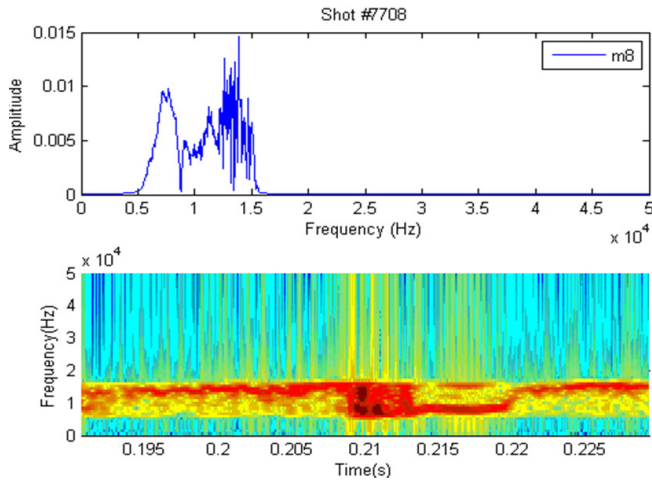 Shot #7708
0.015
0.01
0.005
0
Amplitiude
m8
0 0.5 1 1.5 2 2.5 3 3.5 4 4.5 5
Frequency (Hz)
x 10^4
x 10^4
5
4
3
2
1
0
Frequency(Hz)
0.195 0.2 0.205 0.21 0.215 0.22 0.225
Time(s)